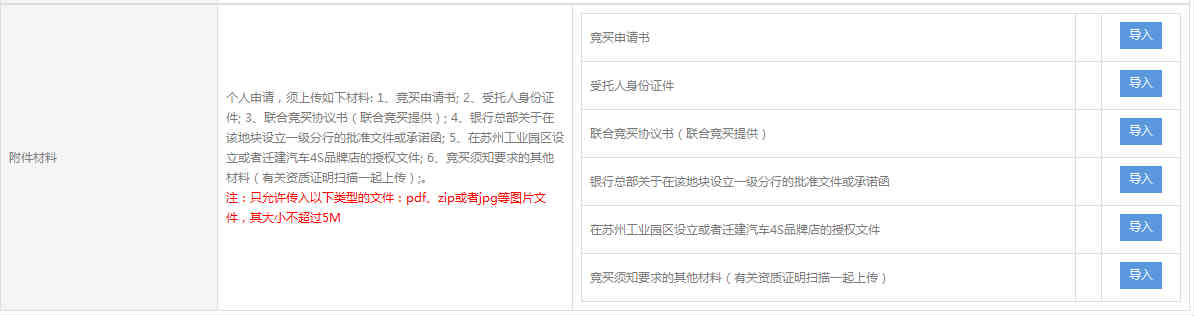 附件材料
个人申请，须上传如下材料: 1、竞买申请书; 2、受托人身份证
件; 3、联合竞买协议书（联合竞买提供）; 4、银行总部关于在
该地块设立一级分行的批准文件或承诺函; 5、在苏州工业园区设
立或者迁建汽车4S品牌店的授权文件; 6、竞买须知要求的其他
材料（有关资质证明扫描一起上传）;。
注：只允许传入以下类型的文件：pdf、zip或者jpg等图片文
件，其大小不超过5M
竞买申请书 导入
受托人身份证件 导入
联合竞买协议书（联合竞买提供） 导入
银行总部关于在该地块设立一级分行的批准文件或承诺函 导入
在苏州工业园区设立或者迁建汽车4S品牌店的授权文件 导入
竞买须知要求的其他材料（有关资质证明扫描一起上传） 导入